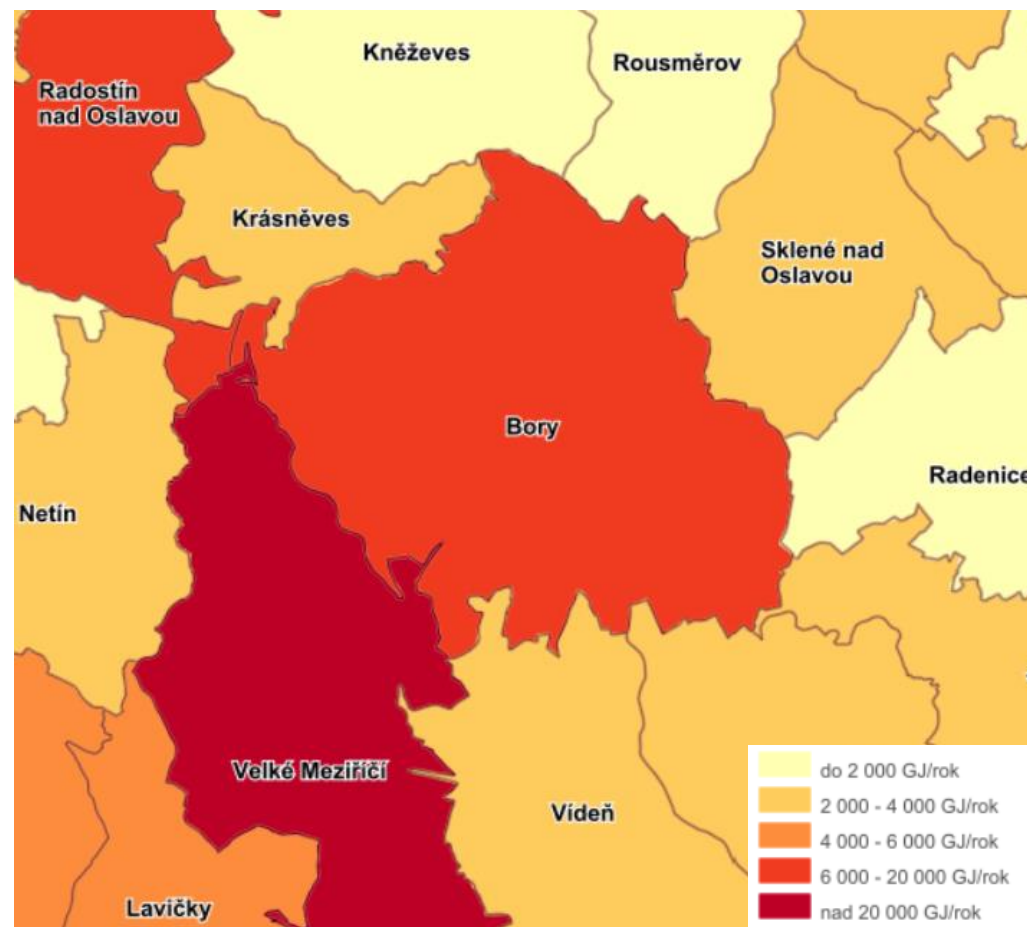 Kněževes
Rousměrov
Radostín
nad Oslavou
Krásněves
Sklené nad
Oslavou
Bory
Radenice
Netín
Velké Meziříčí
Vídeň
Lavičky
do 2 000 GJ/rok
2 000 - 4 000 GJ/rok
4 000 - 6 000 GJ/rok
6 000 - 20 000 GJ/rok
nad 20 000 GJ/rok